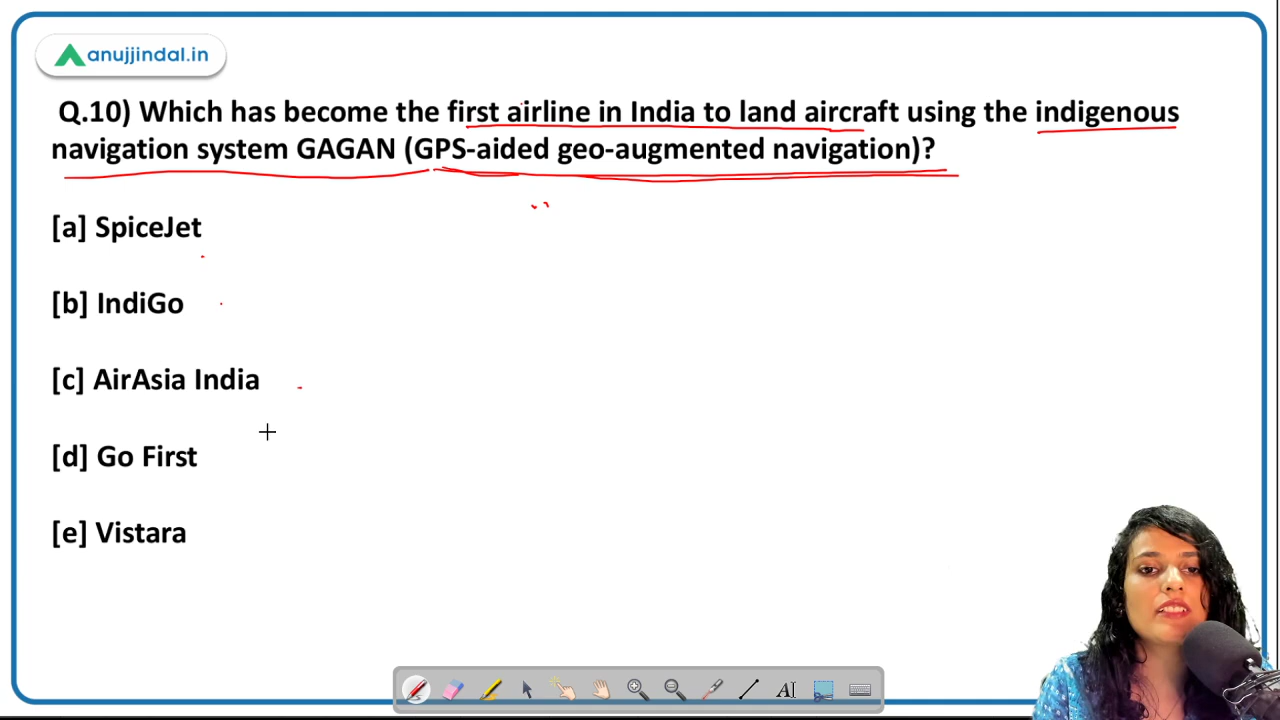 anujjindal.in
Q.10) Which has become the first airline in India to land aircraft using the indigenous
navigation system GAGAN (GPS-aided geo-augmented navigation)?
[a] SpiceJet
[b] IndiGo
[c] AirAsia India
[d] Go First
[e] Vistara